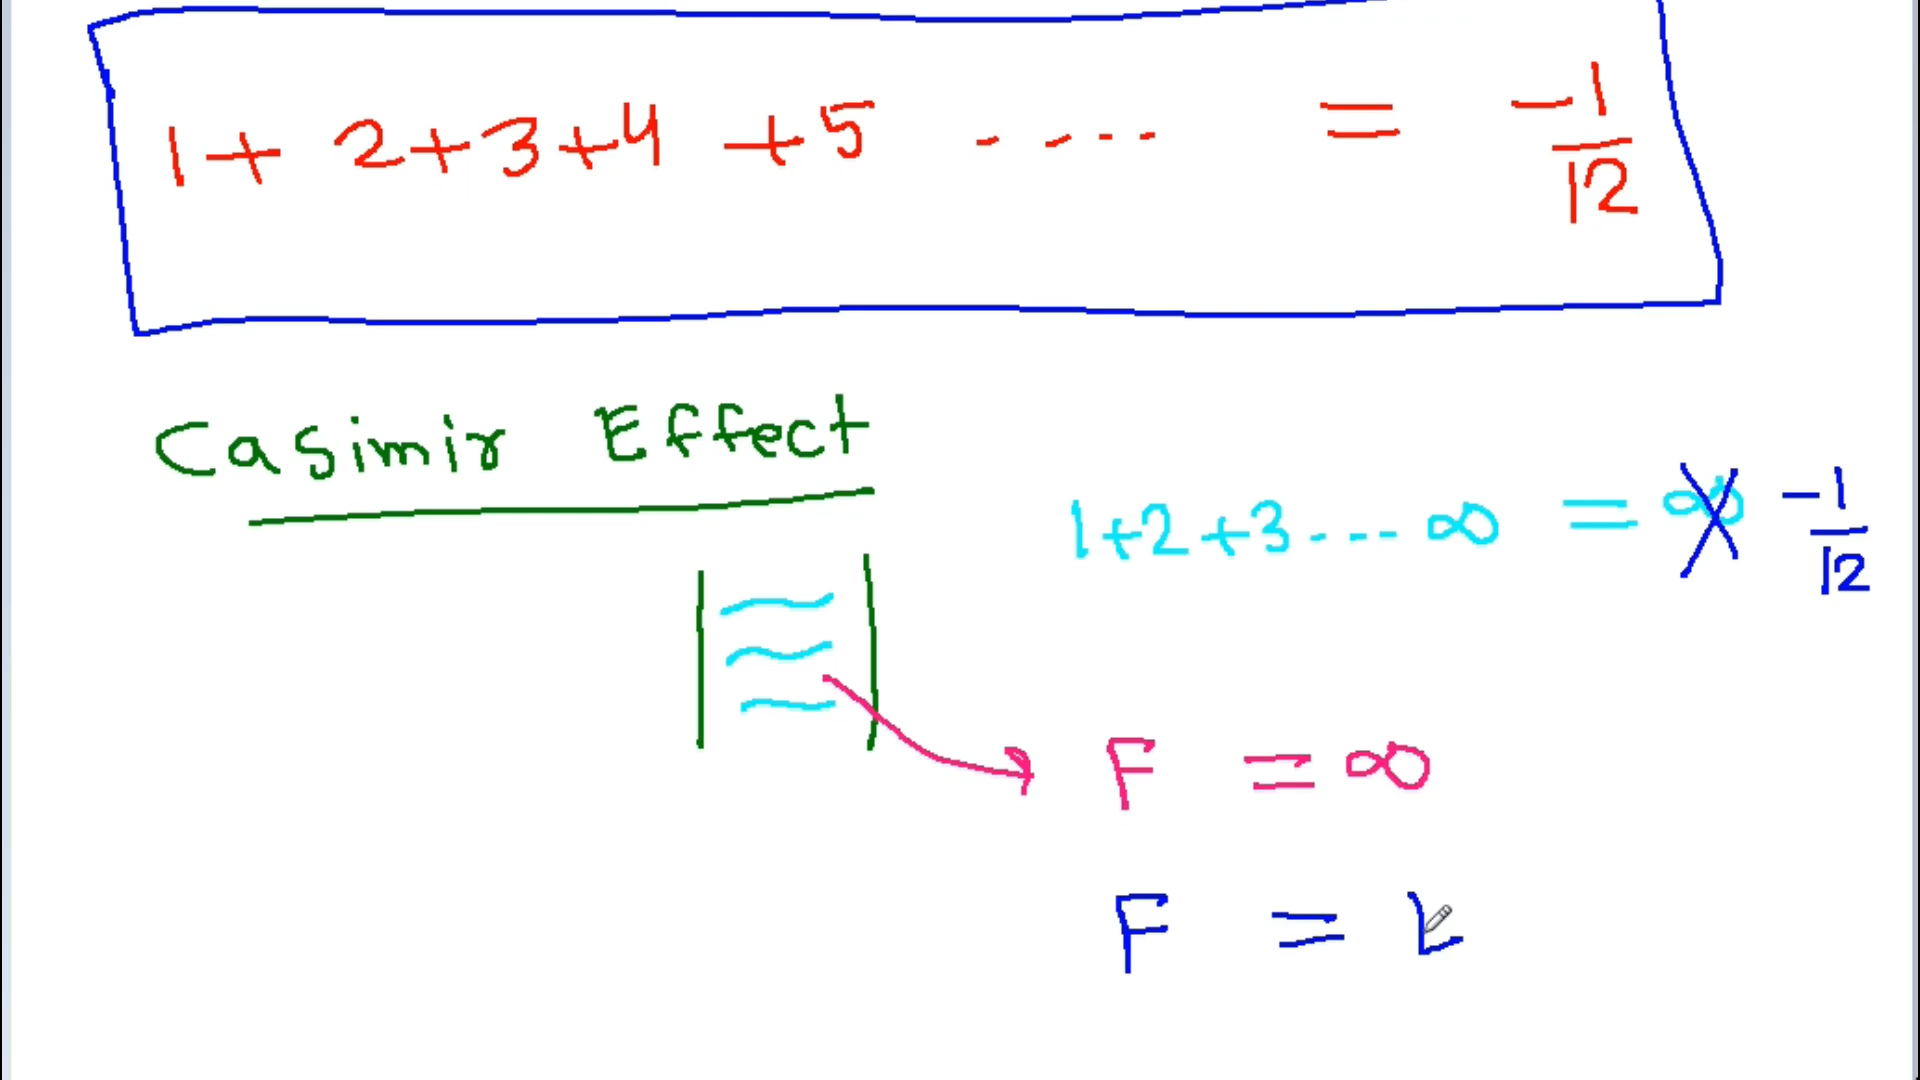 1 + 2 + 3 + 4 + 5 ..... = -1/12
Casimir Effect
1 + 2 + 3 .... ∞ = ∞ -1/12
F = ∞
F =